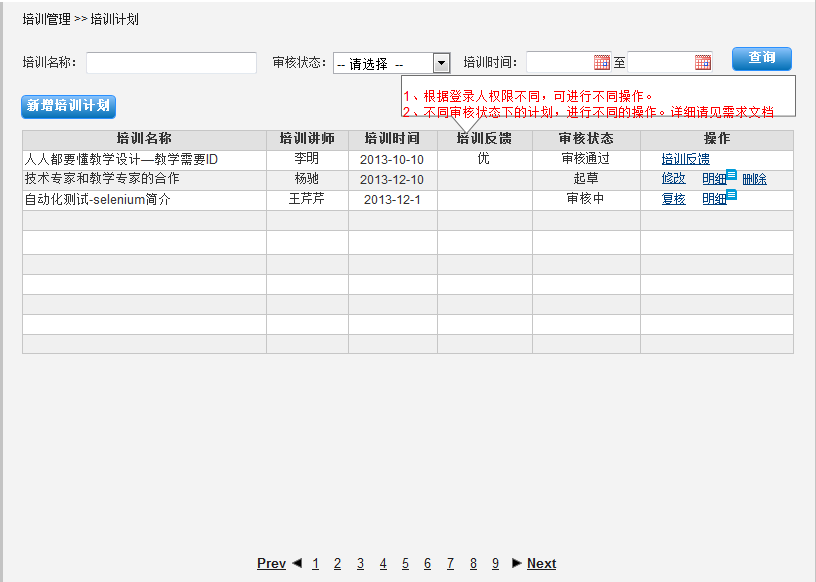 培训管理 >> 培训计划
培训名称： 审核状态： -- 请选择 -- 培训时间： 至 查询
1、根据登录人权限不同，可进行不同操作。
2、不同审核状态下的计划，进行不同的操作。详细请见需求文档
新增培训计划
培训名称 培训讲师 培训时间 培训反馈 审核状态 操作
人人都要懂教学设计—教学需要ID 李明 2013-10-10 优 审核通过 培训反馈
技术专家和教学专家的合作 杨驰 2013-12-10 起草 修改 明细 删除
自动化测试-selenium简介 王芹芹 2013-12-1 审核中 复核 明细
Prev ◀ 1 2 3 4 5 6 7 8 9 ▶ Next